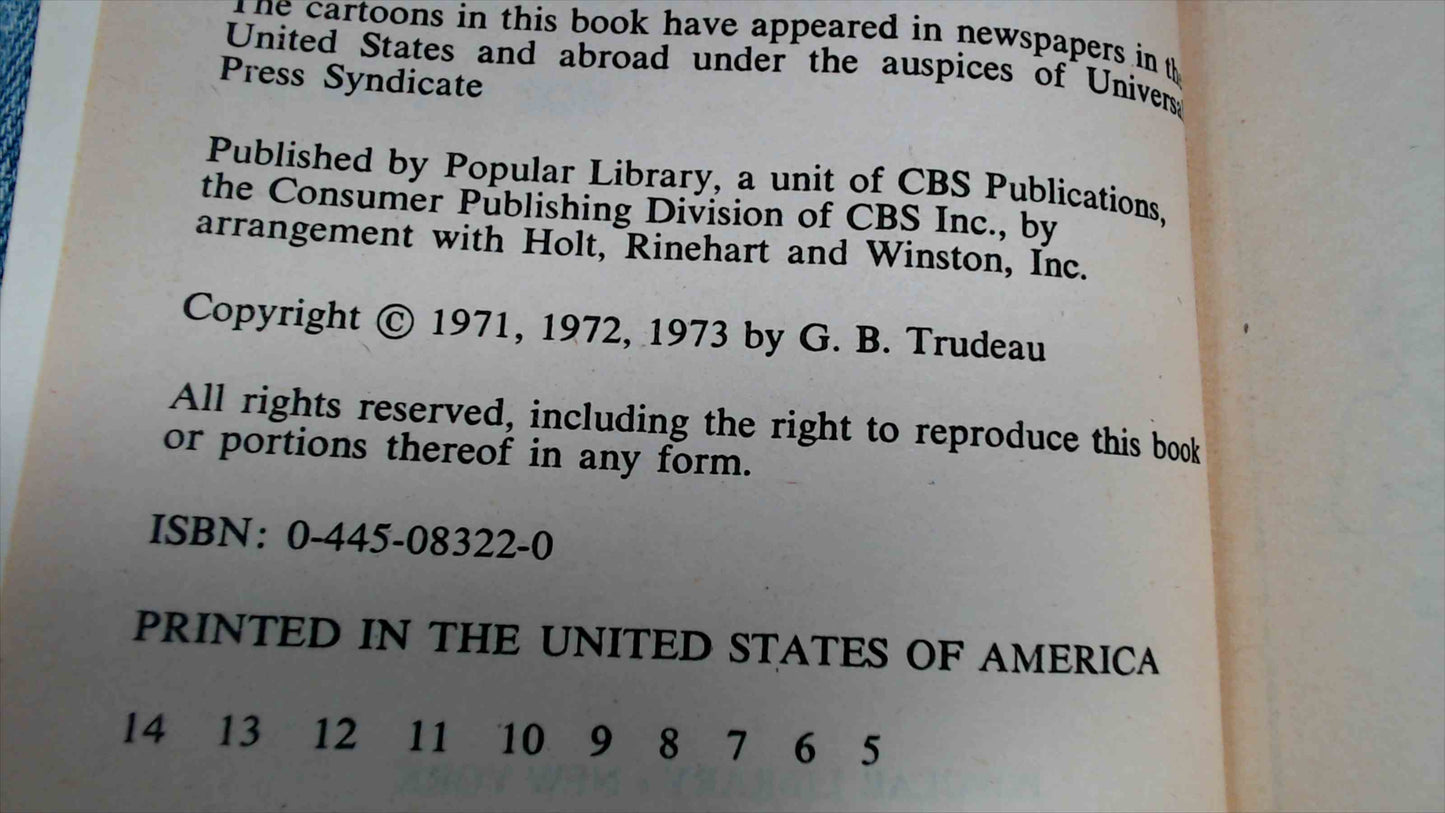 The cartoons in this book have appeared in newspapers in the
United States and abroad under the auspices of Universal
Press Syndicate
Published by Popular Library, a unit of CBS Publications,
the Consumer Publishing Division of CBS Inc., by
arrangement with Holt, Rinehart and Winston, Inc.
Copyright © 1971, 1972, 1973 by G. B. Trudeau
All rights reserved, including the right to reproduce this book
or portions thereof in any form.
ISBN: 0-445-08322-0
PRINTED IN THE UNITED STATES OF AMERICA
14 13 12 11 10 9 8 7 6 5